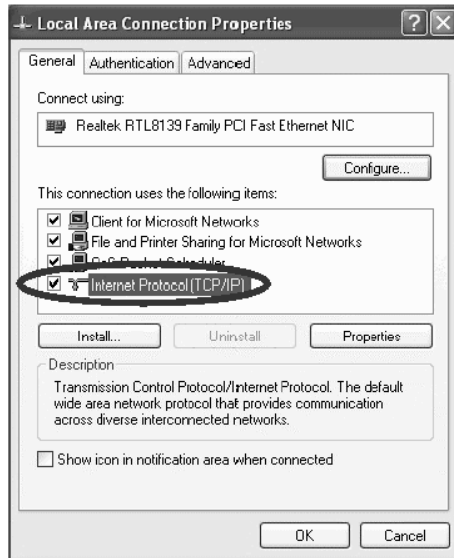 Local Area Connection Properties
General Authentication Advanced
Connect using:
Realtek RTL8139 Family PCI Fast Ethernet NIC
Configure...
This connection uses the following items:
Client for Microsoft Networks
File and Printer Sharing for Microsoft Networks
QoS Packet Scheduler
Internet Protocol (TCP/IP)
Install... Uninstall Properties
Description
Transmission Control Protocol/Internet Protocol. The default
wide area network protocol that provides communication
across diverse interconnected networks.
Show icon in notification area when connected
OK Cancel